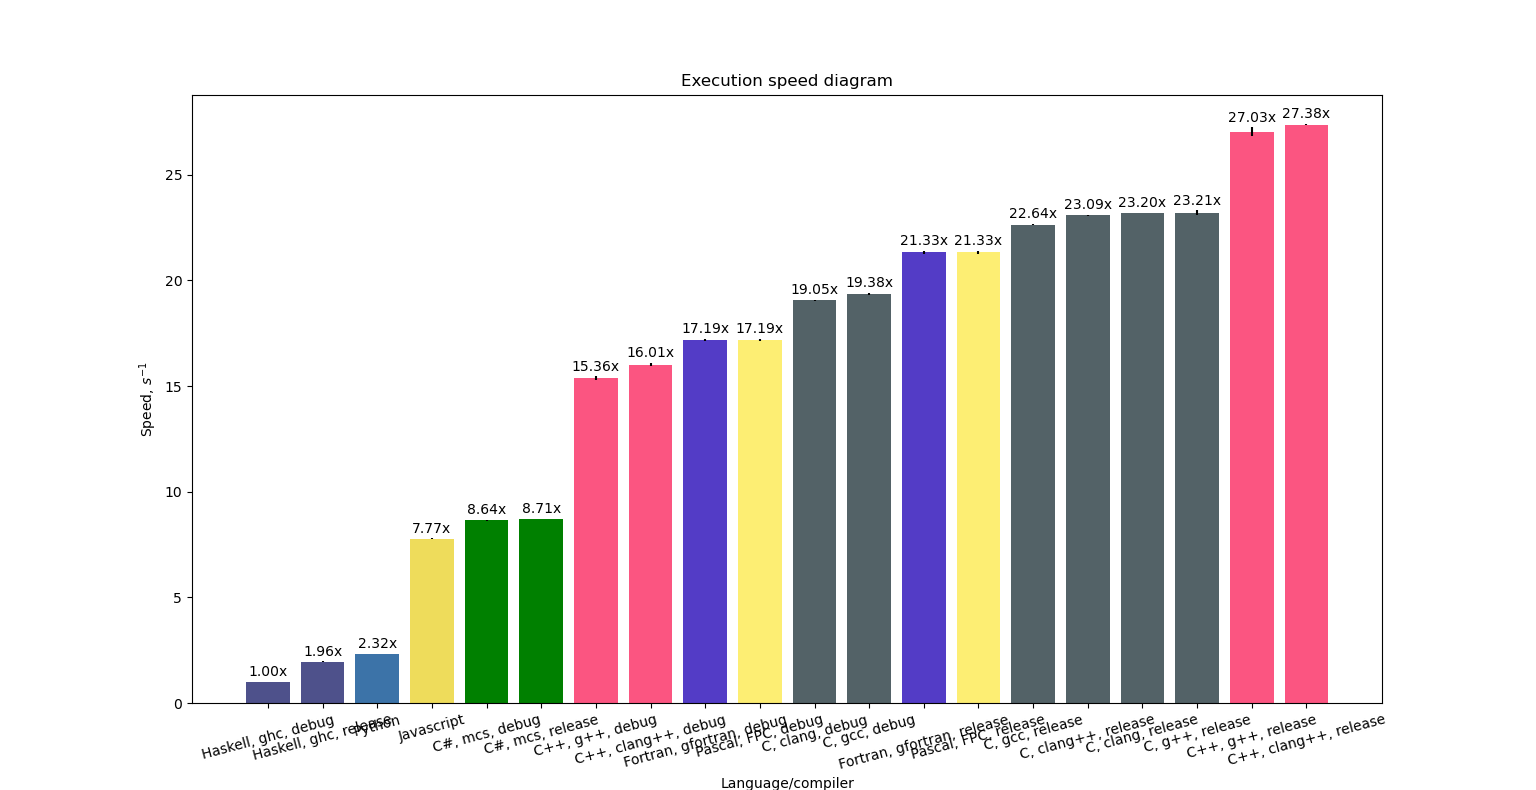 Execution speed diagram
27.03x 27.38x
22.64x 23.09x 23.20x 23.21x
21.33x 21.33x
19.05x 19.38x
17.19x 17.19x
15.36x 16.01x
7.77x 8.64x 8.71x
1.00x 1.96x 2.32x
25
20
15
10
5
0
Speed, s⁻¹
Haskell, ghc, debug
Haskell, ghc, release
Python
Javascript
C#, mcs, debug
C#, mcs, release
C++, g++, debug
C++, clang++, debug
Fortran, gfortran, debug
Pascal, FPC, debug
C, clang, debug
C, gcc, debug
Fortran, gfortran, release
Pascal, FPC, release
C, gcc, release
C, clang++, release
C, clang, release
C, g++, release
C++, g++, release
C++, clang++, release
Language/compiler